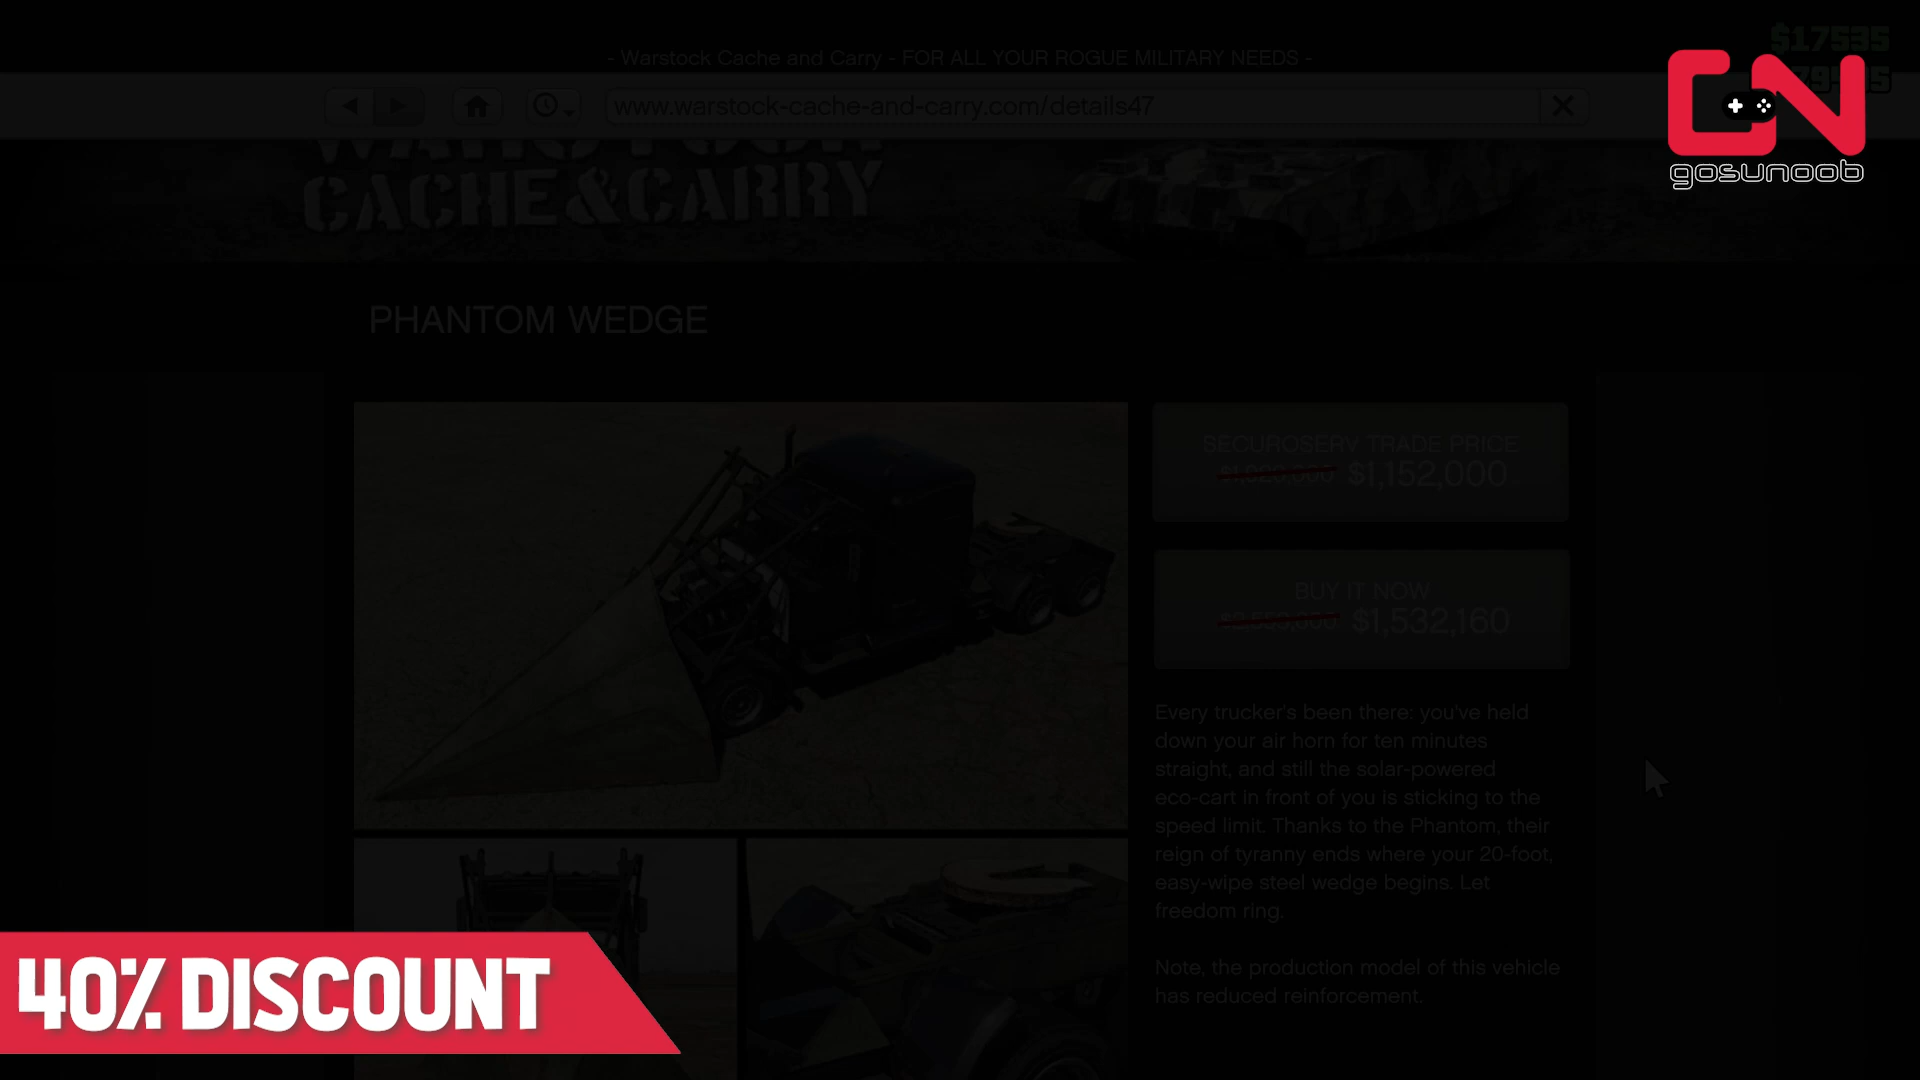 - Warstock Cache and Carry - FOR ALL YOUR ROGUE MILITARY NEEDS -
$17535
www.warstock-cache-and-carry.com/details47
GN
gosunoob
CACHE&CARRY
PHANTOM WEDGE
SECUROSERV TRADE PRICE
$1,920,000 $1,152,000
BUY IT NOW
$1,532,160
Every trucker's been there: you've held
down your air horn for ten minutes
straight, and still the solar-powered
eco-cart in front of you is sticking to the
speed limit. Thanks to the Phantom, their
reign of tyranny ends where your 20-foot,
easy-wipe steel wedge begins. Let
freedom ring.
Note, the production model of this vehicle
has reduced reinforcement.
40% DISCOUNT